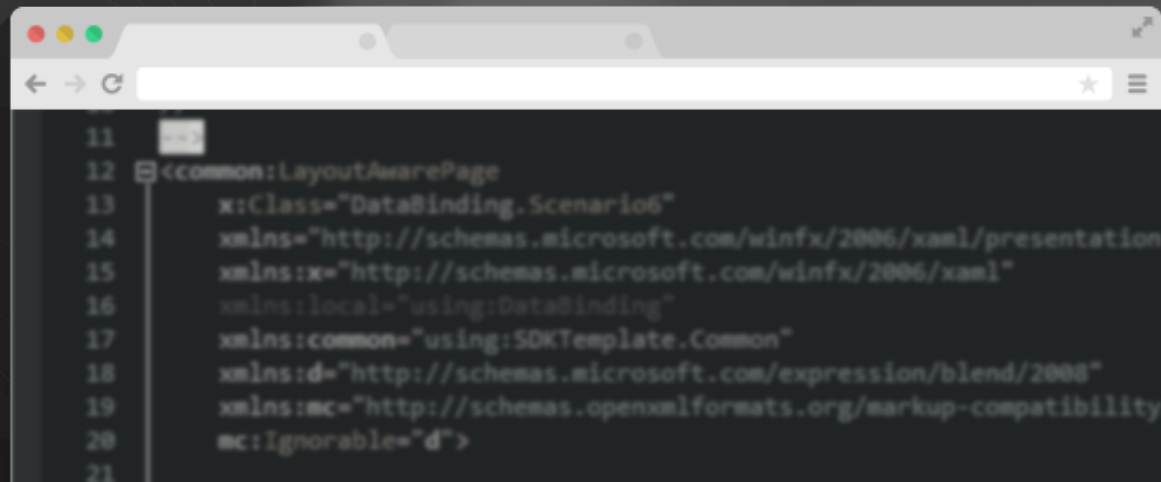 11 -->
12 <common:LayoutAwarePage
13 x:Class="DataBinding.Scenario6"
14 xmlns="http://schemas.microsoft.com/winfx/2006/xaml/presentation
15 xmlns:x="http://schemas.microsoft.com/winfx/2006/xaml"
16 xmlns:local="using:DataBinding"
17 xmlns:common="using:SDKTemplate.Common"
18 xmlns:d="http://schemas.microsoft.com/expression/blend/2008"
19 xmlns:mc="http://schemas.openxmlformats.org/markup-compatibility
20 mc:Ignorable="d">
21